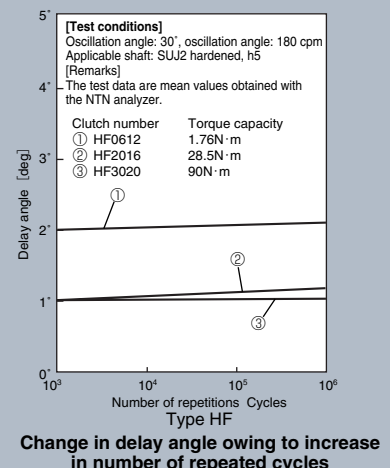 5˚
4˚
3˚
2˚
1˚
0˚
Delay angle [deg]
[Test conditions]
Oscillation angle: 30˚, oscillation angle: 180 cpm
Applicable shaft: SUJ2 hardened, h5
[Remarks]
The test data are mean values obtained with
the NTN analyzer.
Clutch number Torque capacity
① HF0612 1.76N·m
② HF2016 28.5N·m
③ HF3020 90N·m
①
②
③
10³ 10⁴ 10⁵ 10⁶
Number of repetitions Cycles
Type HF
Change in delay angle owing to increase
in number of repeated cycles